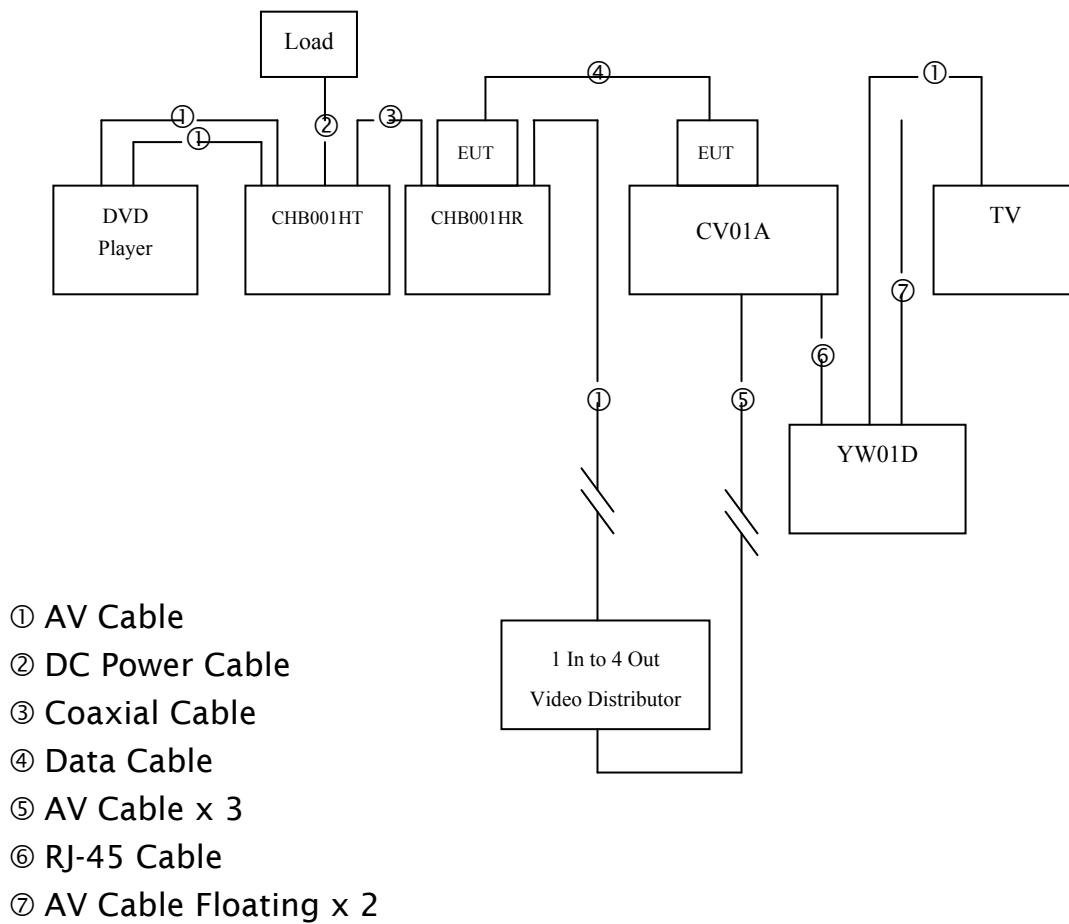 Load
④
①
①
③
②
①
EUT
EUT
DVD
Player
CHB001HT
CHB001HR
CV01A
TV
⑦
⑥
①
⑤
YW01D
1 In to 4 Out
Video Distributor
① AV Cable
② DC Power Cable
③ Coaxial Cable
④ Data Cable
⑤ AV Cable x 3
⑥ RJ-45 Cable
⑦ AV Cable Floating x 2